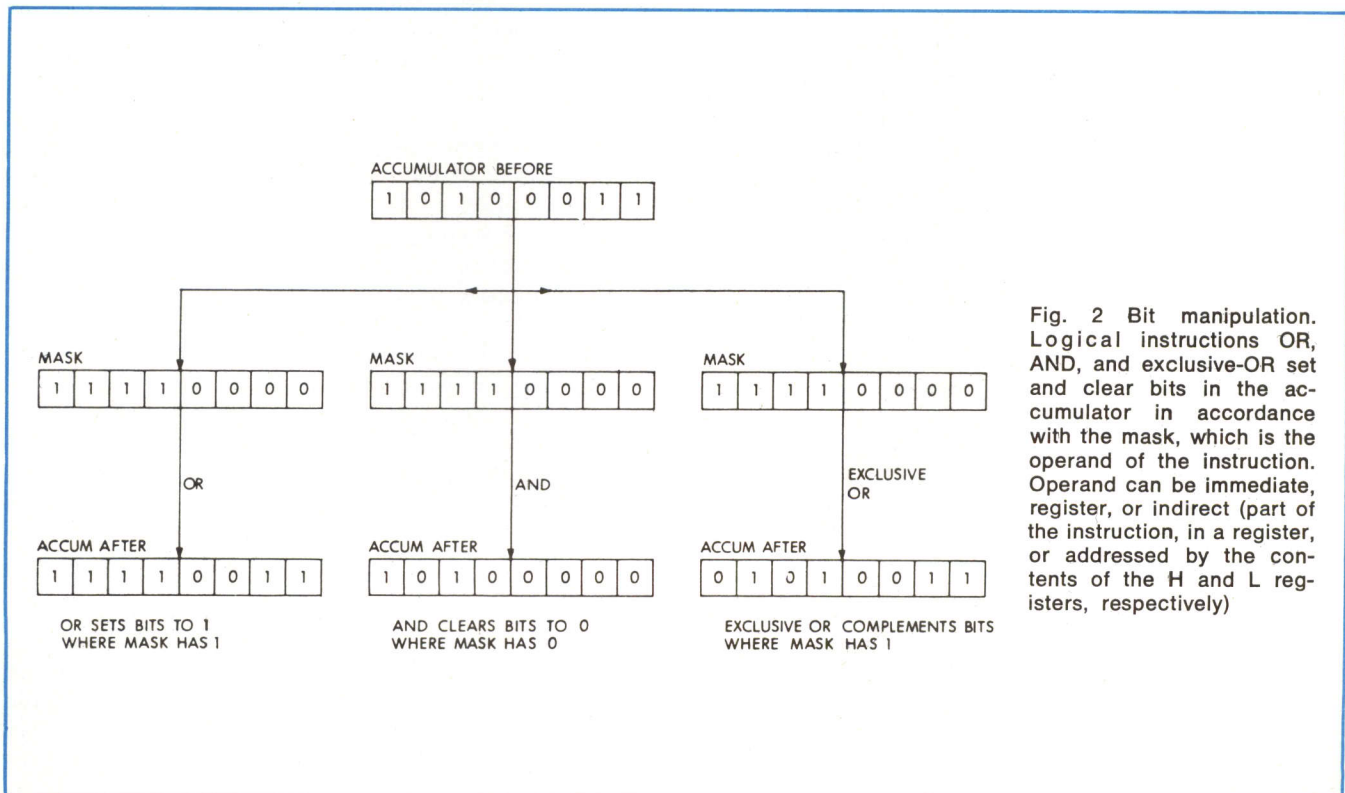 ACCUMULATOR BEFORE
1 0 1 0 0 0 1 1
MASK
1 1 1 1 0 0 0 0
MASK
1 1 1 1 0 0 0 0
MASK
1 1 1 1 0 0 0 0
OR
AND
EXCLUSIVE
OR
ACCUM AFTER
1 1 1 1 0 0 1 1
ACCUM AFTER
1 0 1 0 0 0 0 0
ACCUM AFTER
0 1 0 1 0 0 1 1
OR SETS BITS TO 1
WHERE MASK HAS 1
AND CLEARS BITS TO 0
WHERE MASK HAS 0
EXCLUSIVE OR COMPLEMENTS BITS
WHERE MASK HAS 1
Fig. 2 Bit manipulation.
Logical instructions OR,
AND, and exclusive-OR set
and clear bits in the ac-
cumulator in accordance
with the mask, which is the
operand of the instruction.
Operand can be immediate,
register, or indirect (part of
the instruction, in a register,
or addressed by the con-
tents of the H and L reg-
isters, respectively)